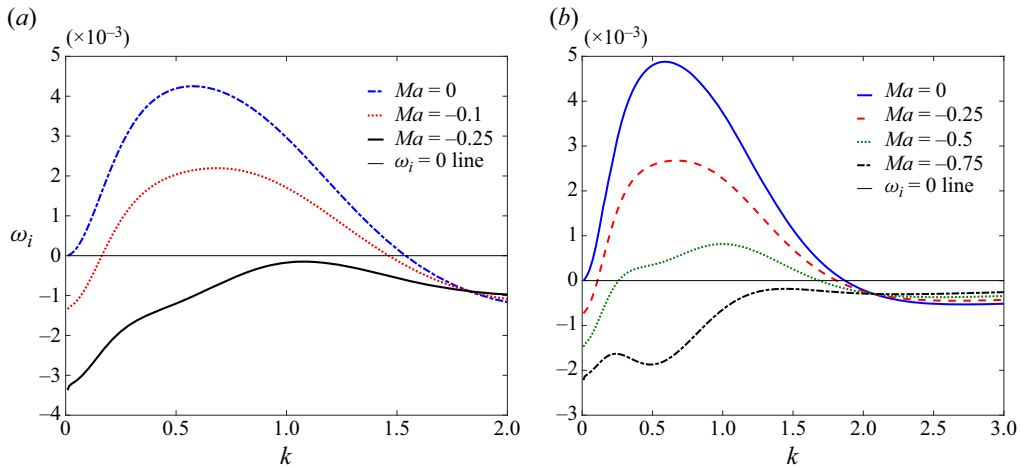 (a)
(×10⁻³)
5
4
3
2
1
0
–1
–2
–3
–4
ωᵢ
0
0.5
1.0
1.5
2.0
k
Ma = 0
Ma = –0.1
Ma = –0.25
ωᵢ = 0 line
(b)
(×10⁻³)
5
4
3
2
1
0
–1
–2
–3
0
0.5
1.0
1.5
2.0
2.5
3.0
k
Ma = 0
Ma = –0.25
Ma = –0.5
Ma = –0.75
ωᵢ = 0 line